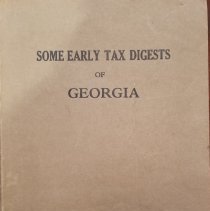 SOME EARLY TAX DIGESTS
OF
GEORGIA